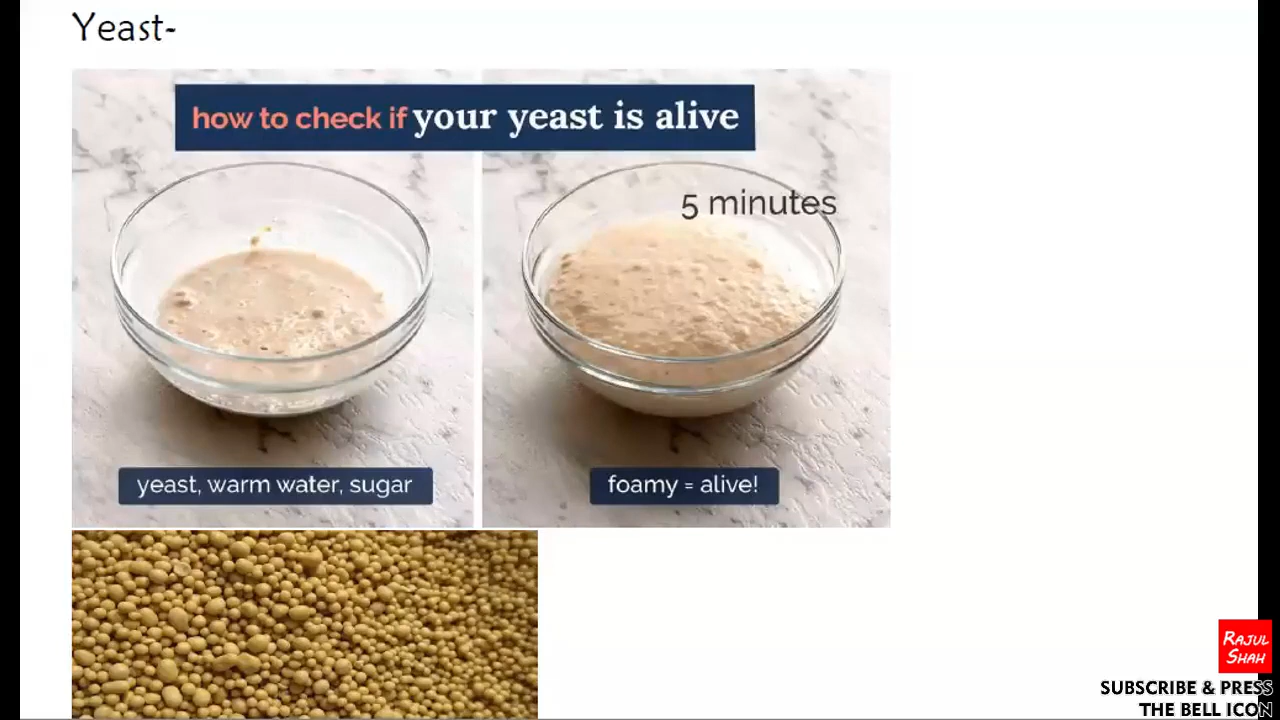 Yeast-
how to check if your yeast is alive
5 minutes
yeast, warm water, sugar
foamy = alive!
RAJUL
SHAH
SUBSCRIBE & PRESS
THE BELL ICON